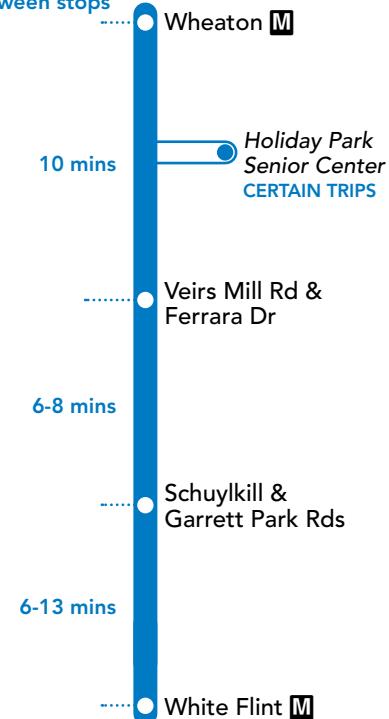 ween stops
Wheaton M
Holiday Park
Senior Center
CERTAIN TRIPS
10 mins
Veirs Mill Rd &
Ferrara Dr
6-8 mins
Schuylkill &
Garrett Park Rds
6-13 mins
White Flint M